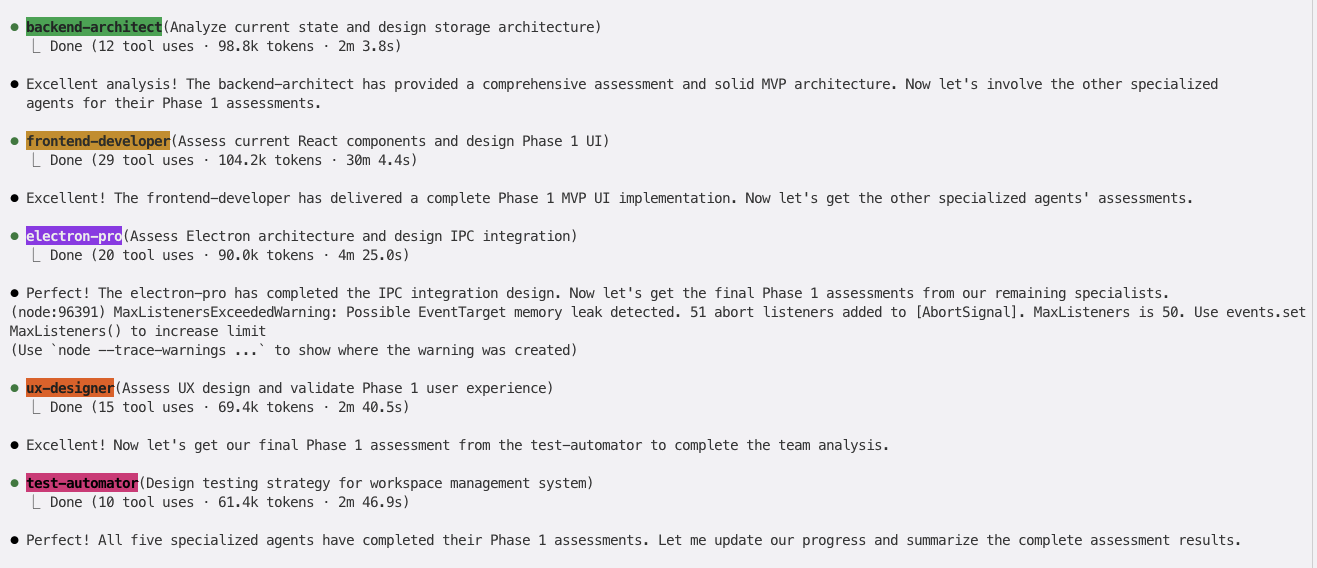 ● backend-architect(Analyze current state and design storage architecture)
⎿ Done (12 tool uses · 98.8k tokens · 2m 3.8s)
● Excellent analysis! The backend-architect has provided a comprehensive assessment and solid MVP architecture. Now let's involve the other specialized
agents for their Phase 1 assessments.
● frontend-developer(Assess current React components and design Phase 1 UI)
⎿ Done (29 tool uses · 104.2k tokens · 30m 4.4s)
● Excellent! The frontend-developer has delivered a complete Phase 1 MVP UI implementation. Now let's get the other specialized agents' assessments.
● electron-pro(Assess Electron architecture and design IPC integration)
⎿ Done (20 tool uses · 90.0k tokens · 4m 25.0s)
● Perfect! The electron-pro has completed the IPC integration design. Now let's get the final Phase 1 assessments from our remaining specialists.
(node:96391) MaxListenersExceededWarning: Possible EventTarget memory leak detected. 51 abort listeners added to [AbortSignal]. MaxListeners is 50. Use events.set
MaxListeners() to increase limit
(Use `node --trace-warnings ...` to show where the warning was created)
● ux-designer(Assess UX design and validate Phase 1 user experience)
⎿ Done (15 tool uses · 69.4k tokens · 2m 40.5s)
● Excellent! Now let's get our final Phase 1 assessment from the test-automator to complete the team analysis.
● test-automator(Design testing strategy for workspace management system)
⎿ Done (10 tool uses · 61.4k tokens · 2m 46.9s)
● Perfect! All five specialized agents have completed their Phase 1 assessments. Let me update our progress and summarize the complete assessment results.